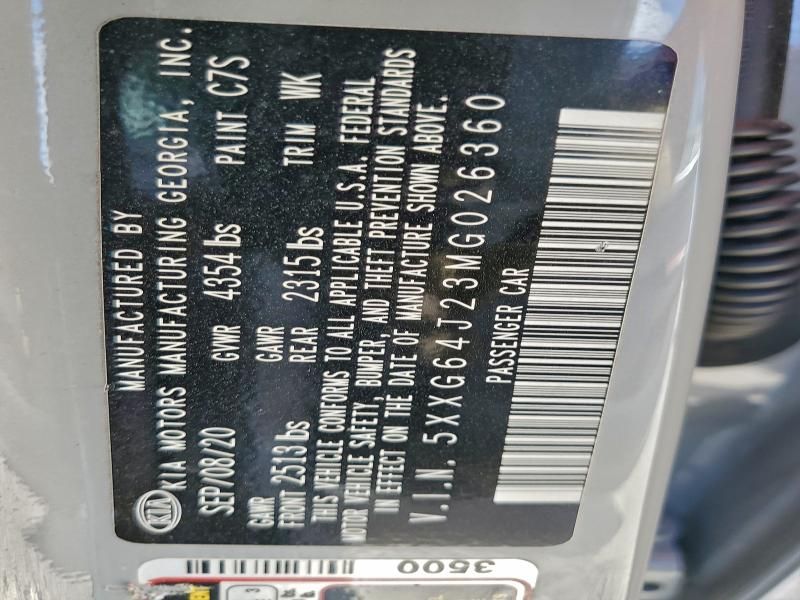 MANUFACTURED BY
KIA KIA MOTORS MANUFACTURING GEORGIA, INC.
SEP/08/20 GVWR 4354 lbs PAINT C7S
GAWR GAWR
FRONT 2513 lbs REAR 2315 lbs TRIM WK
THIS VEHICLE CONFORMS TO ALL APPLICABLE U.S.A. FEDERAL
MOTOR VEHICLE SAFETY, BUMPER, AND THEFT PREVENTION STANDARDS
IN EFFECT ON THE DATE OF MANUFACTURE SHOWN ABOVE.
V.I.N. 5XXG64J23MG026360
PASSENGER CAR
3500